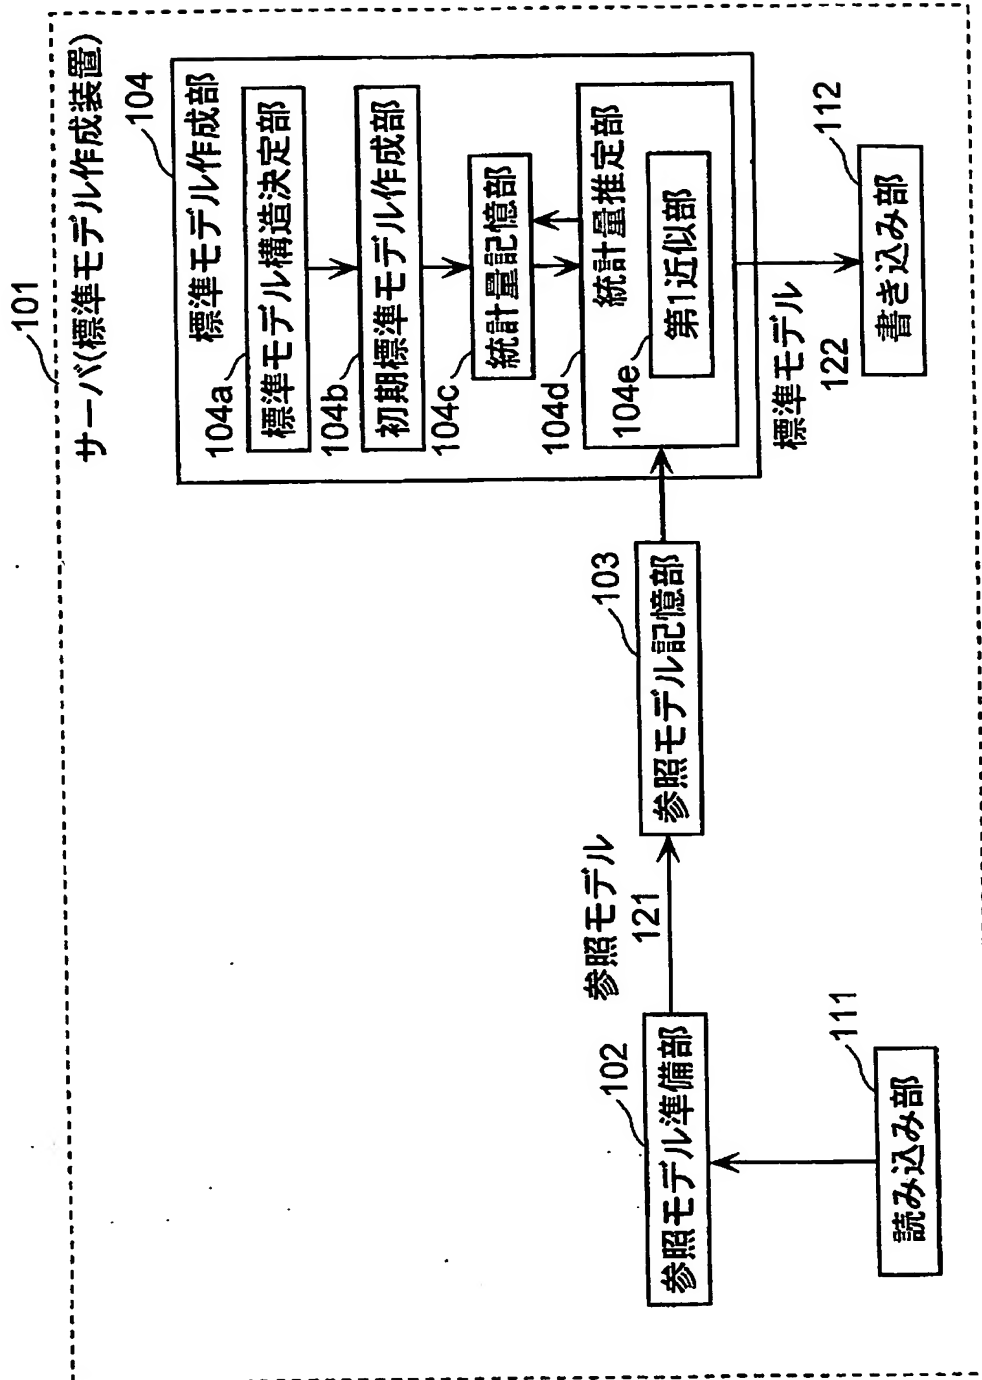 101
サーバ(標準モデル作成装置)
104
標準モデル作成部
104a
標準モデル構造決定部
104b
初期標準モデル作成部
104c
統計量記憶部
104d
統計量推定部
104e
第1近似部
標準モデル
122
112
書き込み部
103
参照モデル記憶部
参照モデル
121
102
参照モデル準備部
111
読み込み部